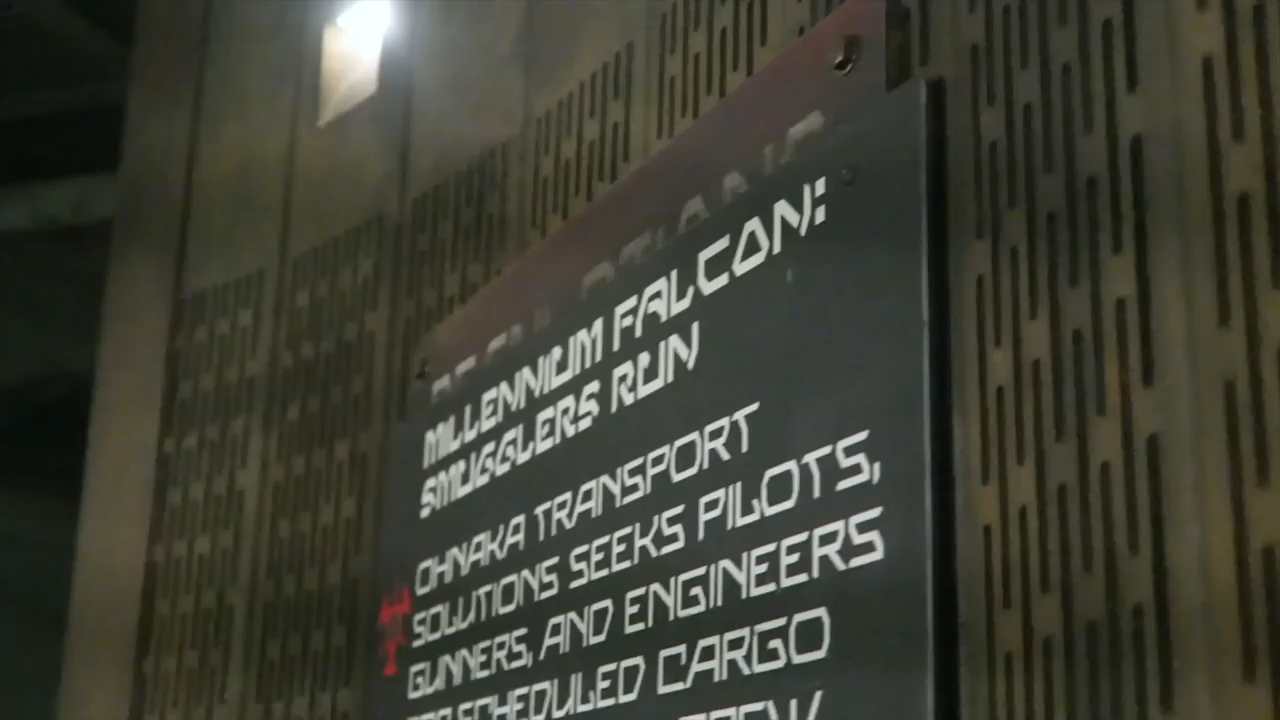 MILLENNIUM FALCON:
SMUGGLERS RUN
OHNAKA TRANSPORT
SOLUTIONS SEEKS PILOTS,
GUNNERS, AND ENGINEERS
SCHEDULED CARGO